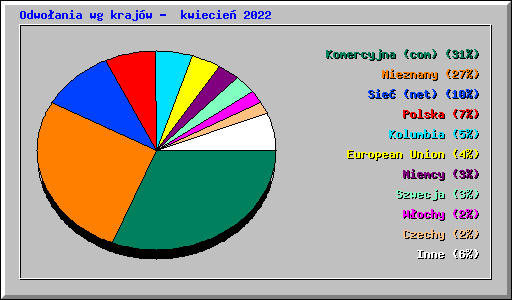 Odwołania wg krajów - kwiecień 2022
Komercyjna (com) (31%)
Nieznany (27%)
Sieć (net) (10%)
Polska (7%)
Kolumbia (5%)
European Union (4%)
Niemcy (3%)
Szwecja (3%)
Włochy (2%)
Czechy (2%)
Inne (6%)